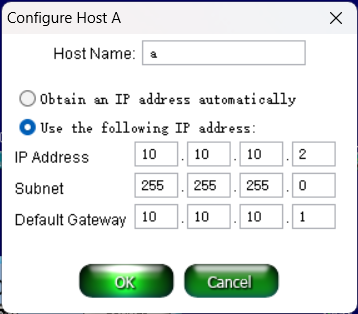 Configure Host A
Host Name: a
Obtain an IP address automatically
Use the following IP address:
IP Address 10 . 10 . 10 . 2
Subnet 255 . 255 . 255 . 0
Default Gateway 10 . 10 . 10 . 1
OK Cancel